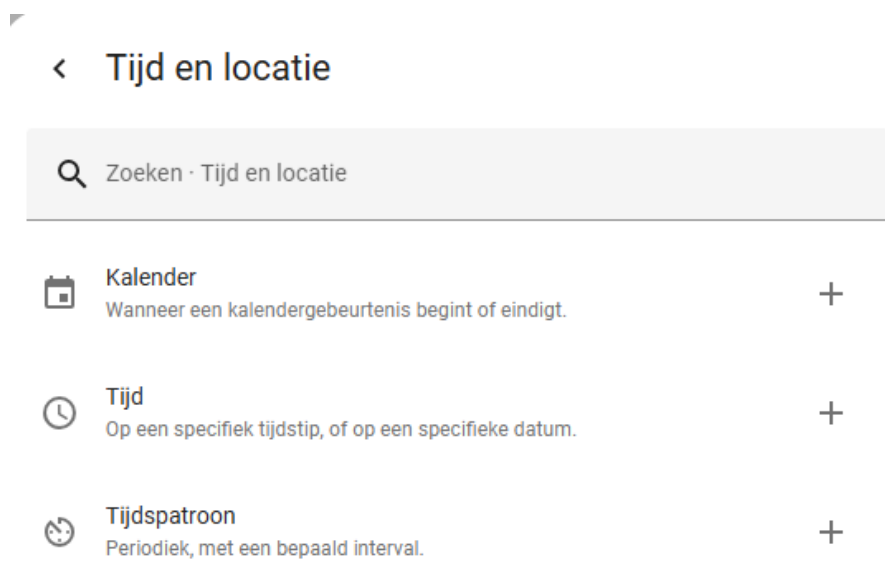 Tijd en locatie
Zoeken · Tijd en locatie
Kalender
Wanneer een kalendergebeurtenis begint of eindigt.
Tijd
Op een specifiek tijdstip, of op een specifieke datum.
Tijdspatroon
Periodiek, met een bepaald interval.